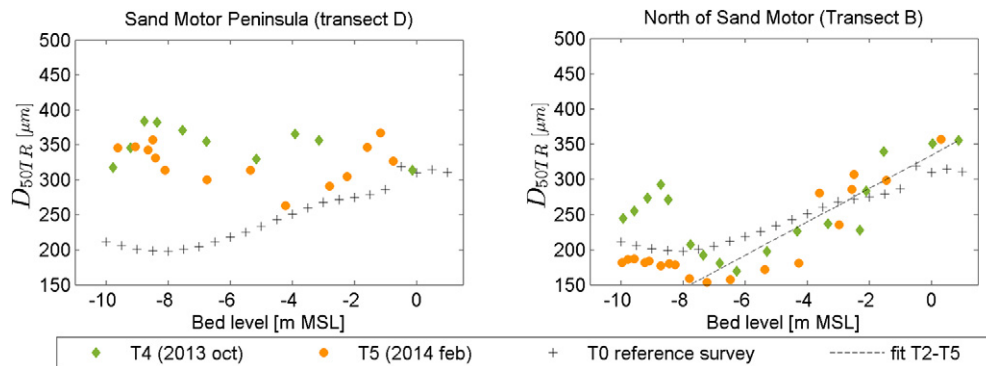 Sand Motor Peninsula (transect D)
North of Sand Motor (Transect B)
500
450
400
350
300
250
200
150
D50TR [μm]
-10
-8
-6
-4
-2
0
Bed level [m MSL]
500
450
400
350
300
250
200
150
D50TR [μm]
-10
-8
-6
-4
-2
0
Bed level [m MSL]
T4 (2013 oct)
T5 (2014 feb)
T0 reference survey
fit T2-T5